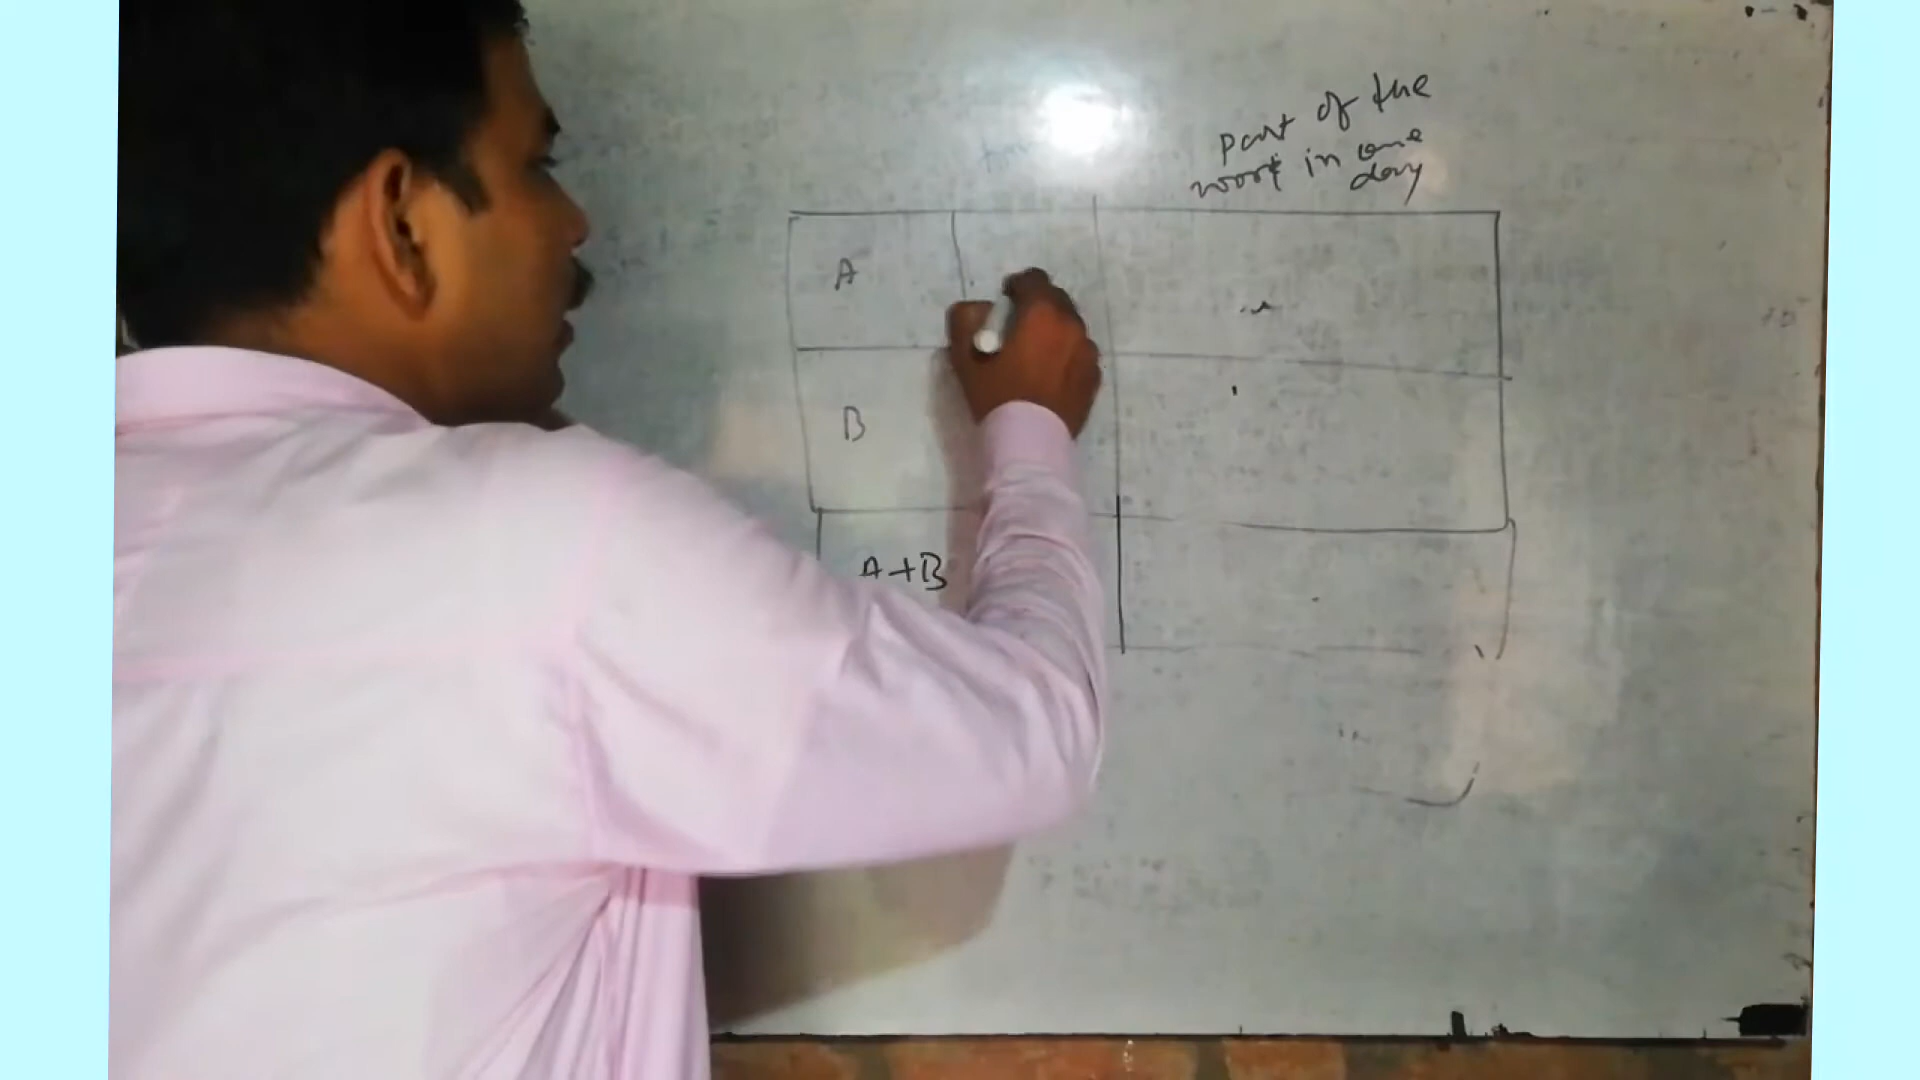 part of the
work in one
day
A
B
A+B